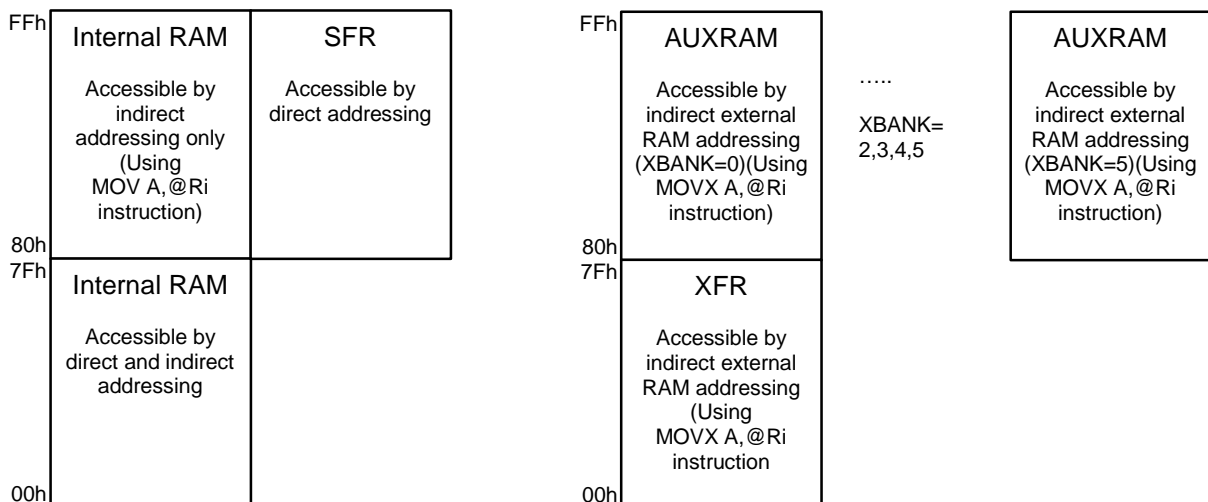 FFh
Internal RAM
Accessible by
indirect
addressing only
(Using
MOV A,@Ri
instruction)
80h
SFR
Accessible by
direct addressing
7Fh
Internal RAM
Accessible by
direct and indirect
addressing
00h
FFh
AUXRAM
Accessible by
indirect external
RAM addressing
(XBANK=0)(Using
MOVX A,@Ri
instruction)
80h
.....
XBANK=
2,3,4,5
AUXRAM
Accessible by
indirect external
RAM addressing
(XBANK=5)(Using
MOVX A,@Ri
instruction)
7Fh
XFR
Accessible by
indirect external
RAM addressing
(Using
MOVX A,@Ri
instruction
00h